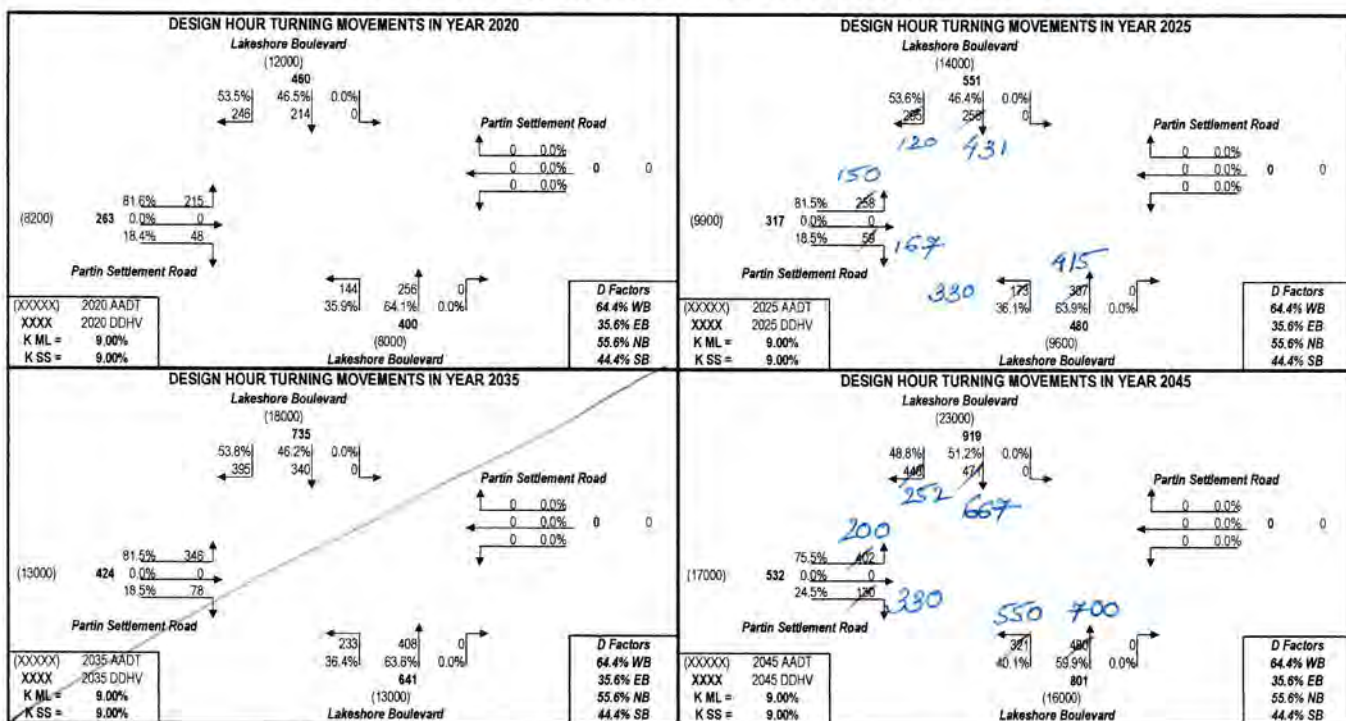 DESIGN HOUR TURNING MOVEMENTS IN YEAR 2020
Lakeshore Boulevard
(12000)
460
53.5% 46.5% 0.0%
246 214 0
Partin Settlement Road
0 0.0%
0 0.0% 0 0
0 0.0%
81.6% 215
(8200) 263 0.0% 0
18.4% 48
Partin Settlement Road
144 256 0
35.9% 64.1% 0.0%
400
(8000)
Lakeshore Boulevard
(XXXXX) 2020 AADT
XXXX 2020 DDHV
K ML = 9.00%
K SS = 9.00%
D Factors
64.4% WB
35.6% EB
55.6% NB
44.4% SB
DESIGN HOUR TURNING MOVEMENTS IN YEAR 2025
Lakeshore Boulevard
(14000)
551
53.6% 46.4% 0.0%
295 256 0
120 431
Partin Settlement Road
0 0.0%
0 0.0% 0 0
0 0.0%
150
81.5% 258
(9900) 317 0.0% 0
18.5% 59
167
Partin Settlement Road
415
330 173 307 0
36.1% 63.9% 0.0%
480
(9600)
Lakeshore Boulevard
(XXXXX) 2025 AADT
XXXX 2025 DDHV
K ML = 9.00%
K SS = 9.00%
D Factors
64.4% WB
35.6% EB
55.6% NB
44.4% SB
DESIGN HOUR TURNING MOVEMENTS IN YEAR 2035
Lakeshore Boulevard
(18000)
735
53.8% 46.2% 0.0%
395 340 0
Partin Settlement Road
0 0.0%
0 0.0% 0 0
0 0.0%
81.5% 346
(13000) 424 0.0% 0
18.5% 78
Partin Settlement Road
233 408 0
36.4% 63.6% 0.0%
641
(13000)
Lakeshore Boulevard
(XXXXX) 2035 AADT
XXXX 2035 DDHV
K ML = 9.00%
K SS = 9.00%
D Factors
64.4% WB
35.6% EB
55.6% NB
44.4% SB
DESIGN HOUR TURNING MOVEMENTS IN YEAR 2045
Lakeshore Boulevard
(23000)
919
48.8% 51.2% 0.0%
471 0
252 667
Partin Settlement Road
0 0.0%
0 0.0% 0 0
0 0.0%
200
75.5% 402
(17000) 532 0.0% 0
24.5% 130
330
Partin Settlement Road
550 700
321 480 0
40.1% 59.9% 0.0%
801
(16000)
Lakeshore Boulevard
(XXXXX) 2045 AADT
XXXX 2045 DDHV
K ML = 9.00%
K SS = 9.00%
D Factors
64.4% WB
35.6% EB
55.6% NB
44.4% SB